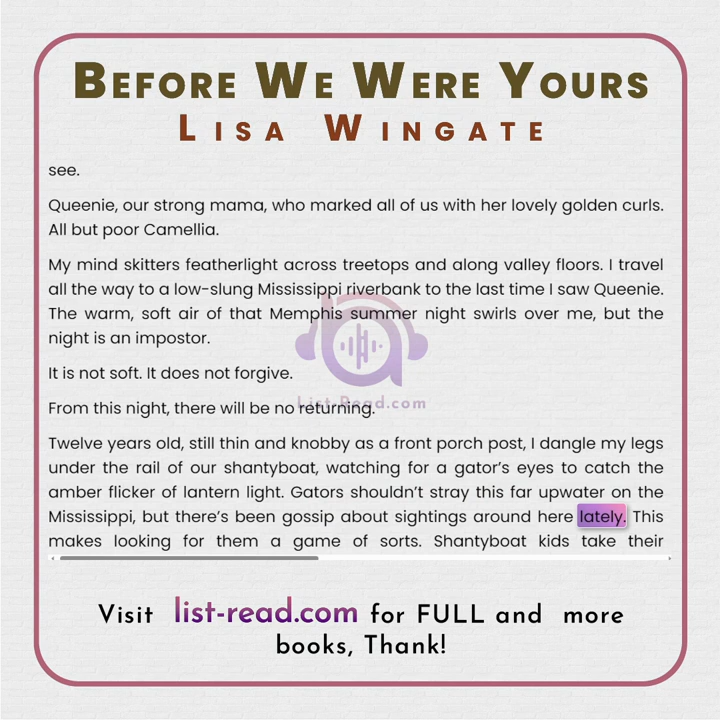 BEFORE WE WERE YOURS
LISA WINGATE
see.
Queenie, our strong mama, who marked all of us with her lovely golden curls.
All but poor Camellia.
My mind skitters featherlight across treetops and along valley floors. I travel
all the way to a low-slung Mississippi riverbank to the last time I saw Queenie.
The warm, soft air of that Memphis summer night swirls over me, but the
night is an impostor.
It is not soft. It does not forgive.
From this night, there will be no returning.
List-Read.com
Twelve years old, still thin and knobby as a front porch post, I dangle my legs
under the rail of our shantyboat, watching for a gator’s eyes to catch the
amber flicker of lantern light. Gators shouldn’t stray this far upwater on the
Mississippi, but there’s been gossip about sightings around here lately. This
makes looking for them a game of sorts. Shantyboat kids take their
Visit list-read.com for FULL and more
books, Thank!